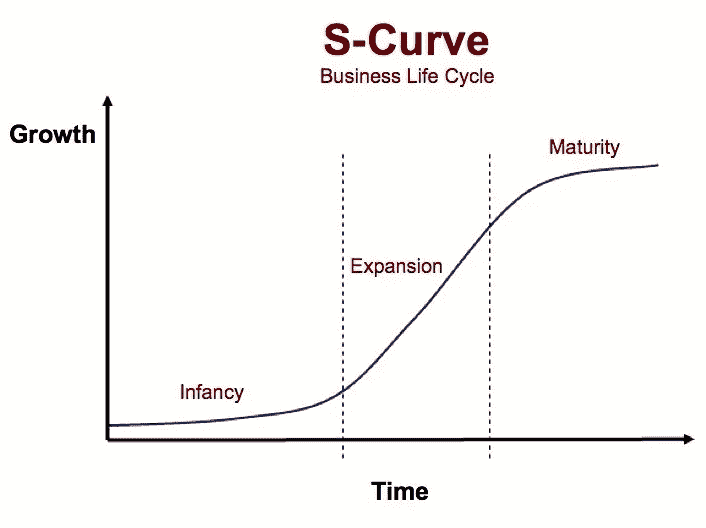 S-Curve
Business Life Cycle
Growth
Maturity
Expansion
Infancy
Time